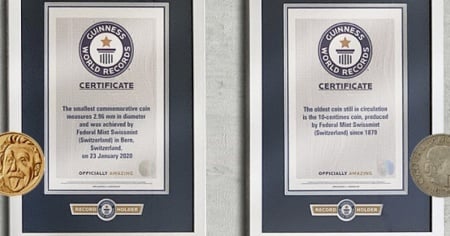 GUINNESS
WORLD RECORDS
CERTIFICATE
The smallest commemorative coin
measures 2.96 mm in diameter
and was achieved by
Federal Mint Swissmint
(Switzerland) in Bern,
Switzerland,
on 23 January 2020
OFFICIALLY AMAZING
RECORD
HOLDER
GUINNESS
WORLD RECORDS
CERTIFICATE
The oldest coin still in circulation
is the 10-centimes coin, produced
by Federal Mint Swissmint
(Switzerland) since 1879
OFFICIALLY AMAZING
RECORD
HOLDER